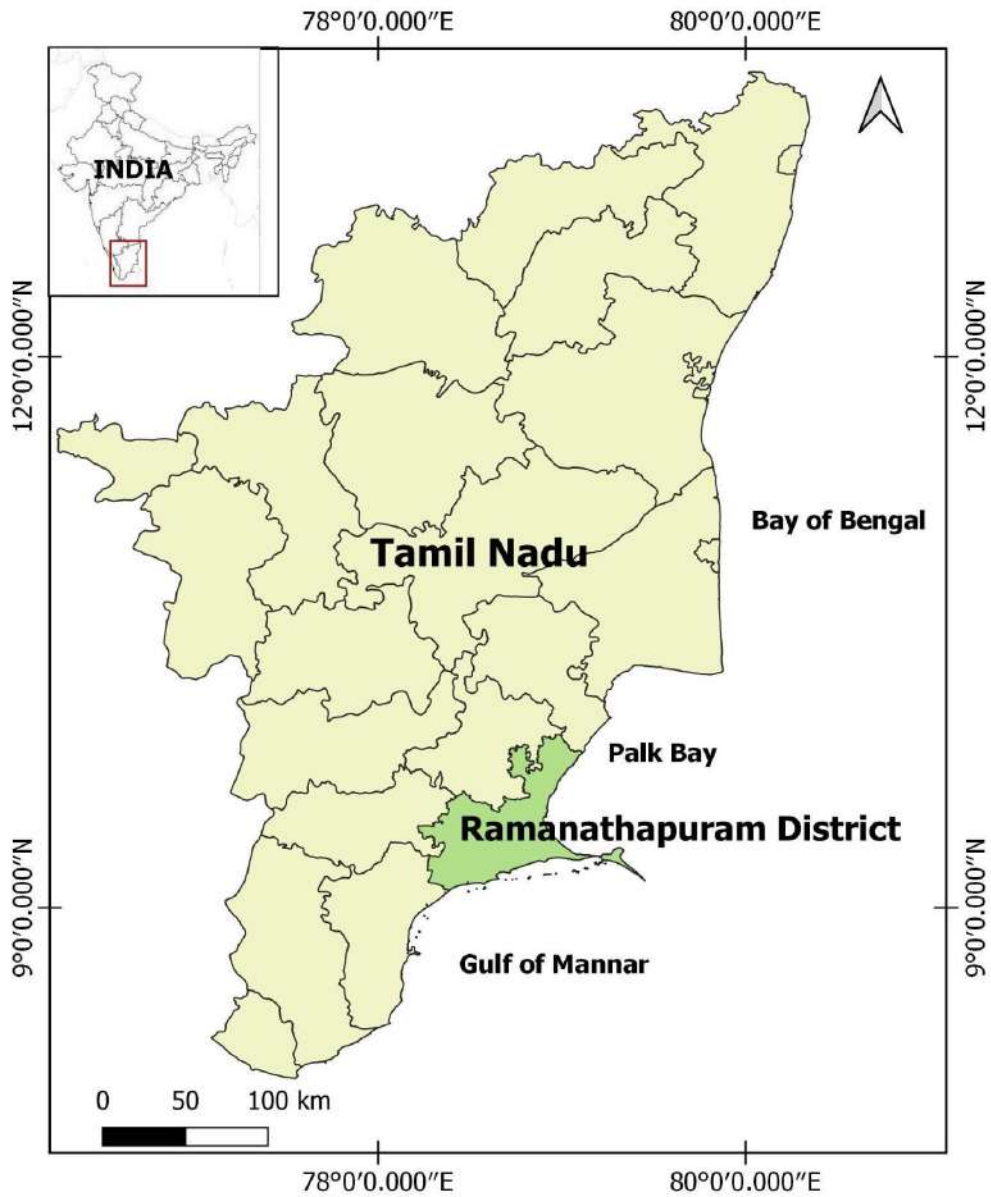 78°0′0.000″E
80°0′0.000″E
INDIA
12°0′0.000″N
12°0′0.000″N
Bay of Bengal
Tamil Nadu
Palk Bay
Ramanathapuram District
9°0′0.000″N
9°0′0.000″N
Gulf of Mannar
0 50 100 km
78°0′0.000″E
80°0′0.000″E